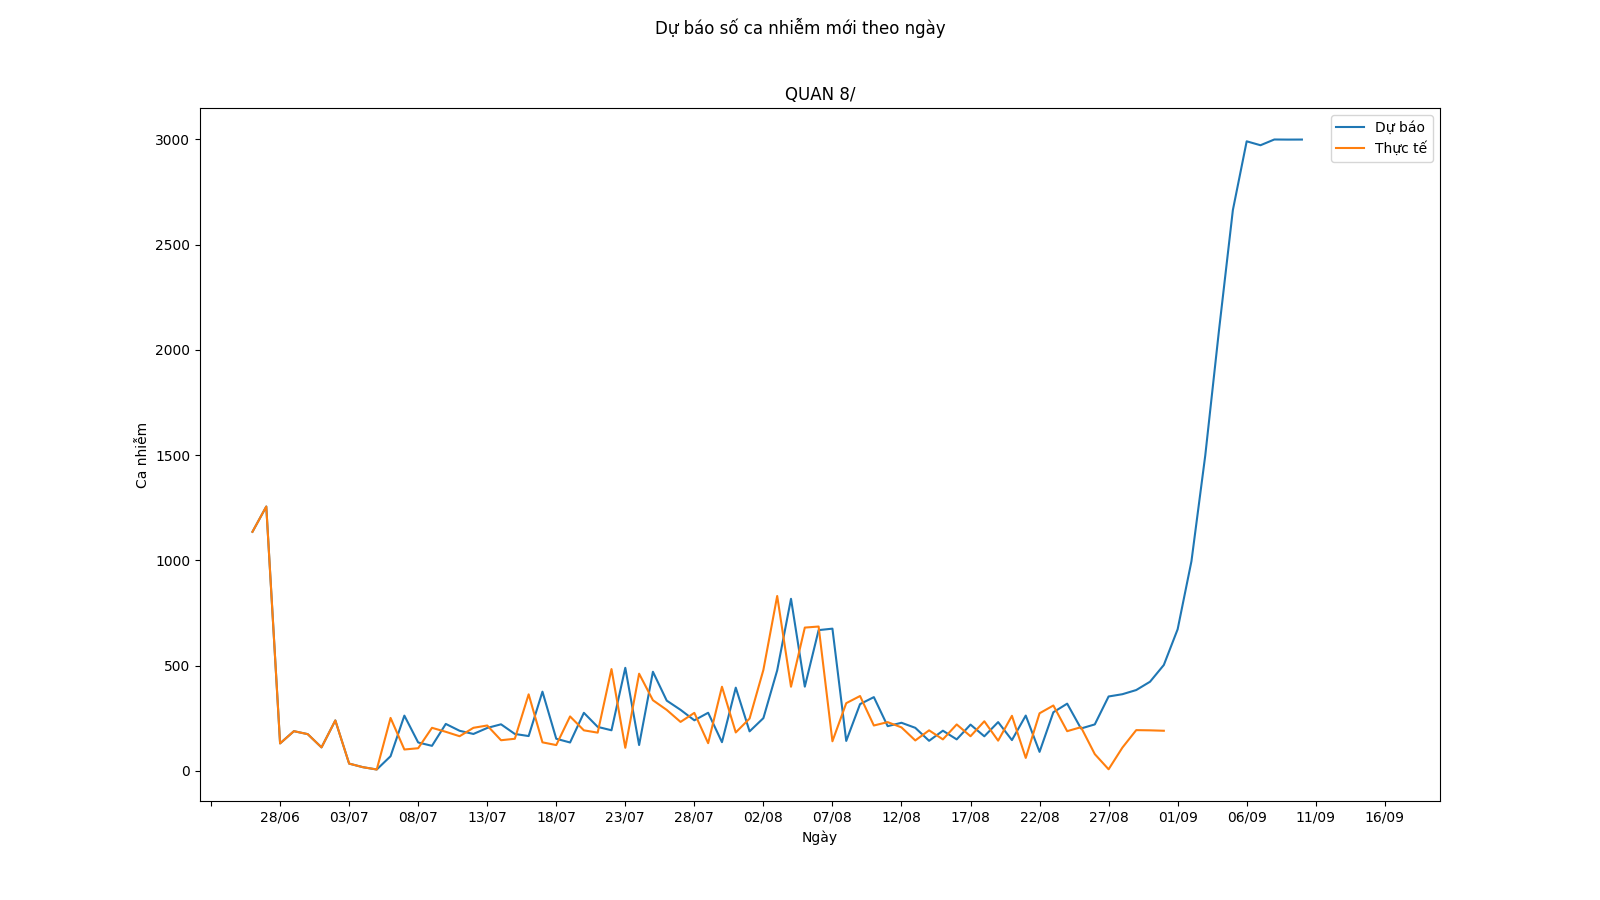 Dự báo số ca nhiễm mới theo ngày
QUAN 8/
Dự báo
Thực tế
3000
2500
2000
1500
1000
500
0
Ca nhiễm
28/06 03/07 08/07 13/07 18/07 23/07 28/07 02/08 07/08 12/08 17/08 22/08 27/08 01/09 06/09 11/09 16/09
Ngày